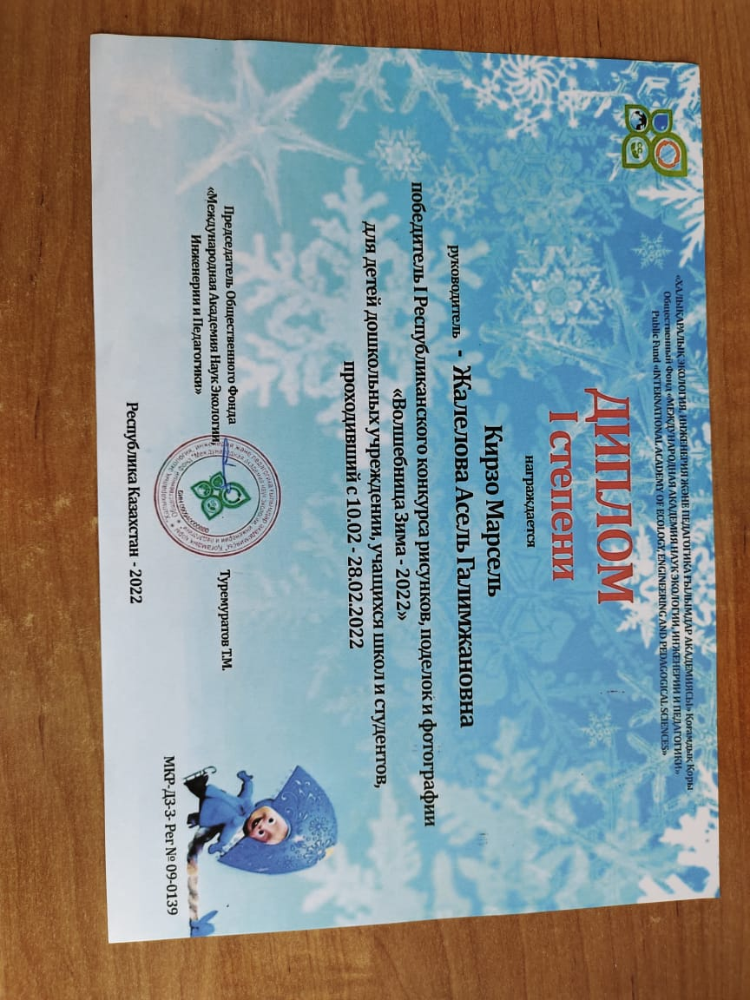 «ХАЛЫҚАРАЛЫҚ ЭКОЛОГИЯ, ИНЖЕНЕРИЯ ЖӘНЕ ПЕДАГОГИКА ҒЫЛЫМДАР АКАДЕМИЯСЫ» Қоғамдық Қоры
Общественный Фонд «МЕЖДУНАРОДНАЯ АКАДЕМИЯ НАУК ЭКОЛОГИИ, ИНЖЕНЕРИИ И ПЕДАГОГИКИ»
Public Fund «INTERNATIONAL ACADEMY OF ECOLOGY, ENGINEERING AND PEDAGOGICAL SCIENCES»
ДИПЛОМ
I степени
награждается
Кирзо Марсель
руководитель - Жалелова Асель Галимжановна
победитель I Республиканского конкурса рисунков, поделок и фотографии
«Волшебница Зима - 2022»
для детей дошкольных учреждении, учащихся школ и студентов,
проходивший с 10.02 - 28.02.2022
Председатель Общественного Фонда
«Международная Академия Наук Экологии
Инженерии и Педагогики»
Туремуратов Т.М.
Республика Казахстан - 2022
МКР-ДЗ-3- Рег № 09-0139